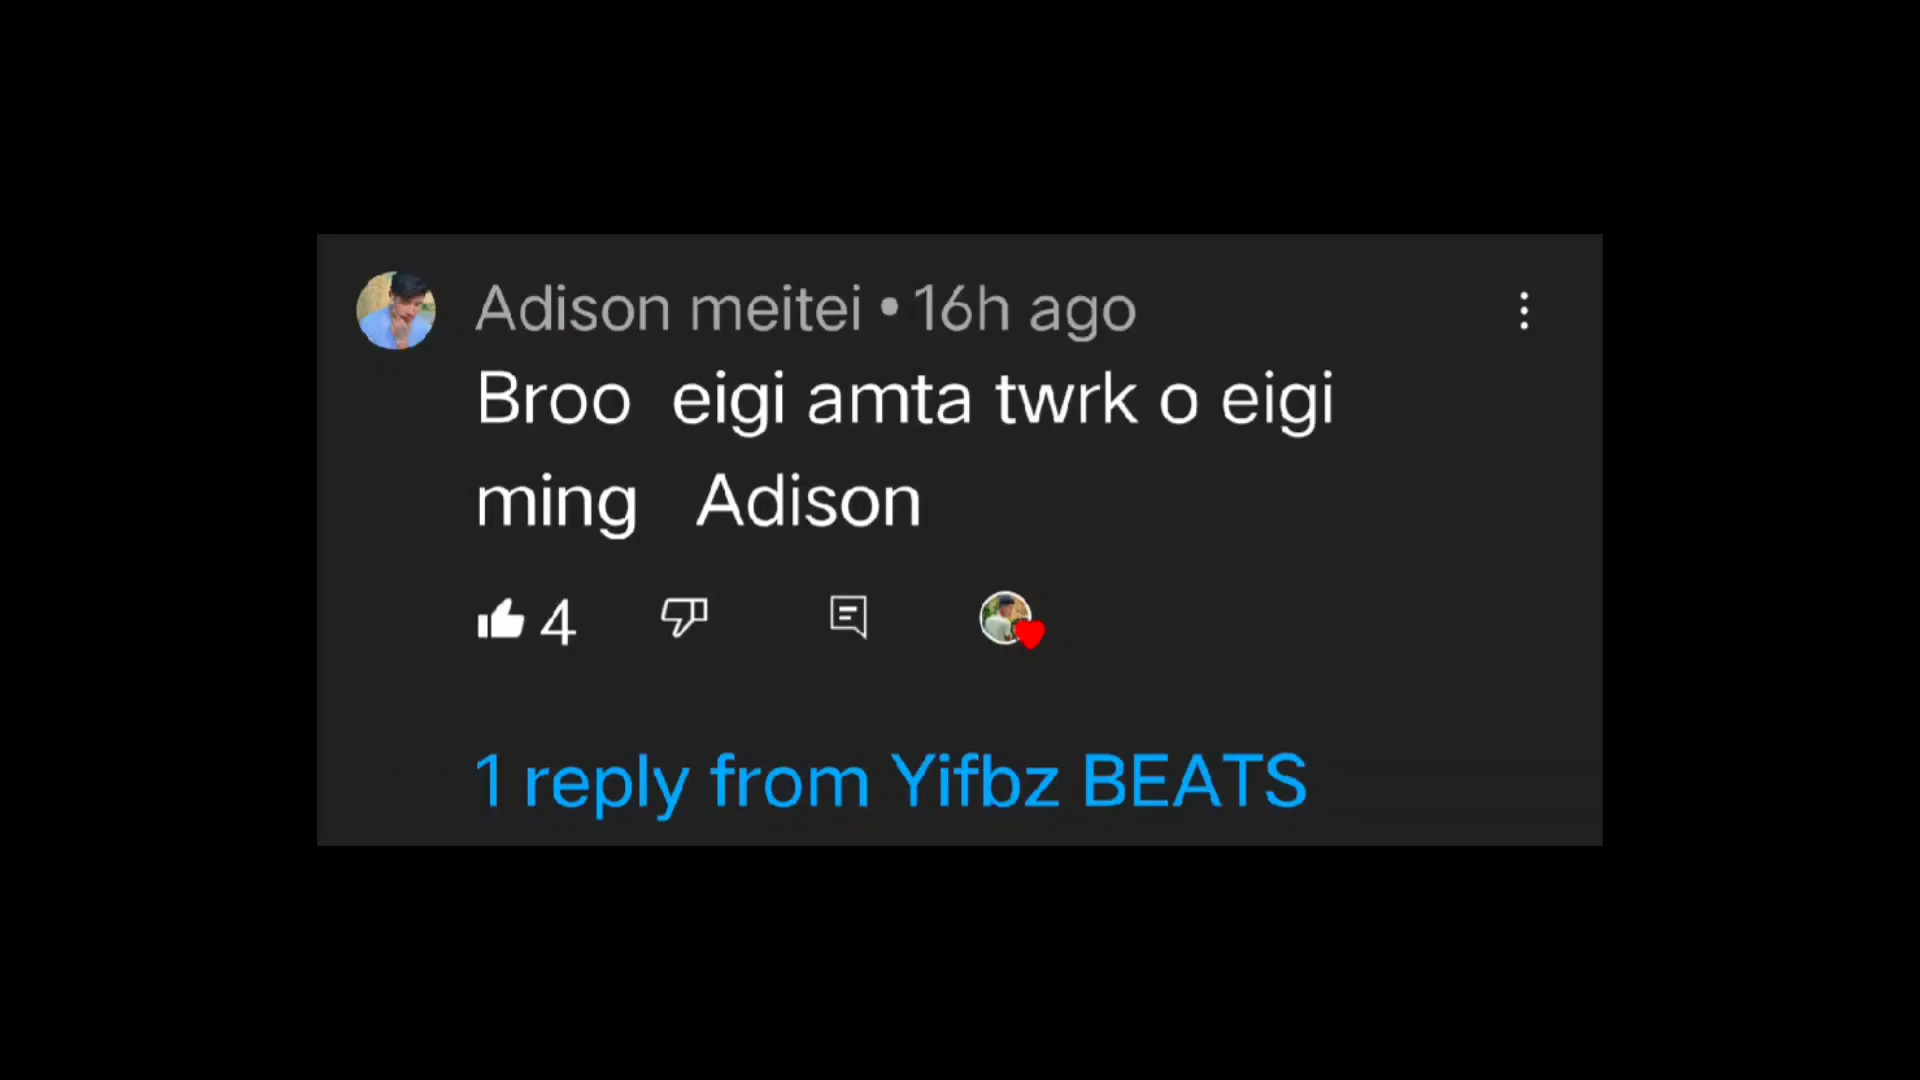 Adison meitei • 16h ago
Broo eigi amta twrk o eigi
ming Adison
4
1 reply from Yifbz BEATS